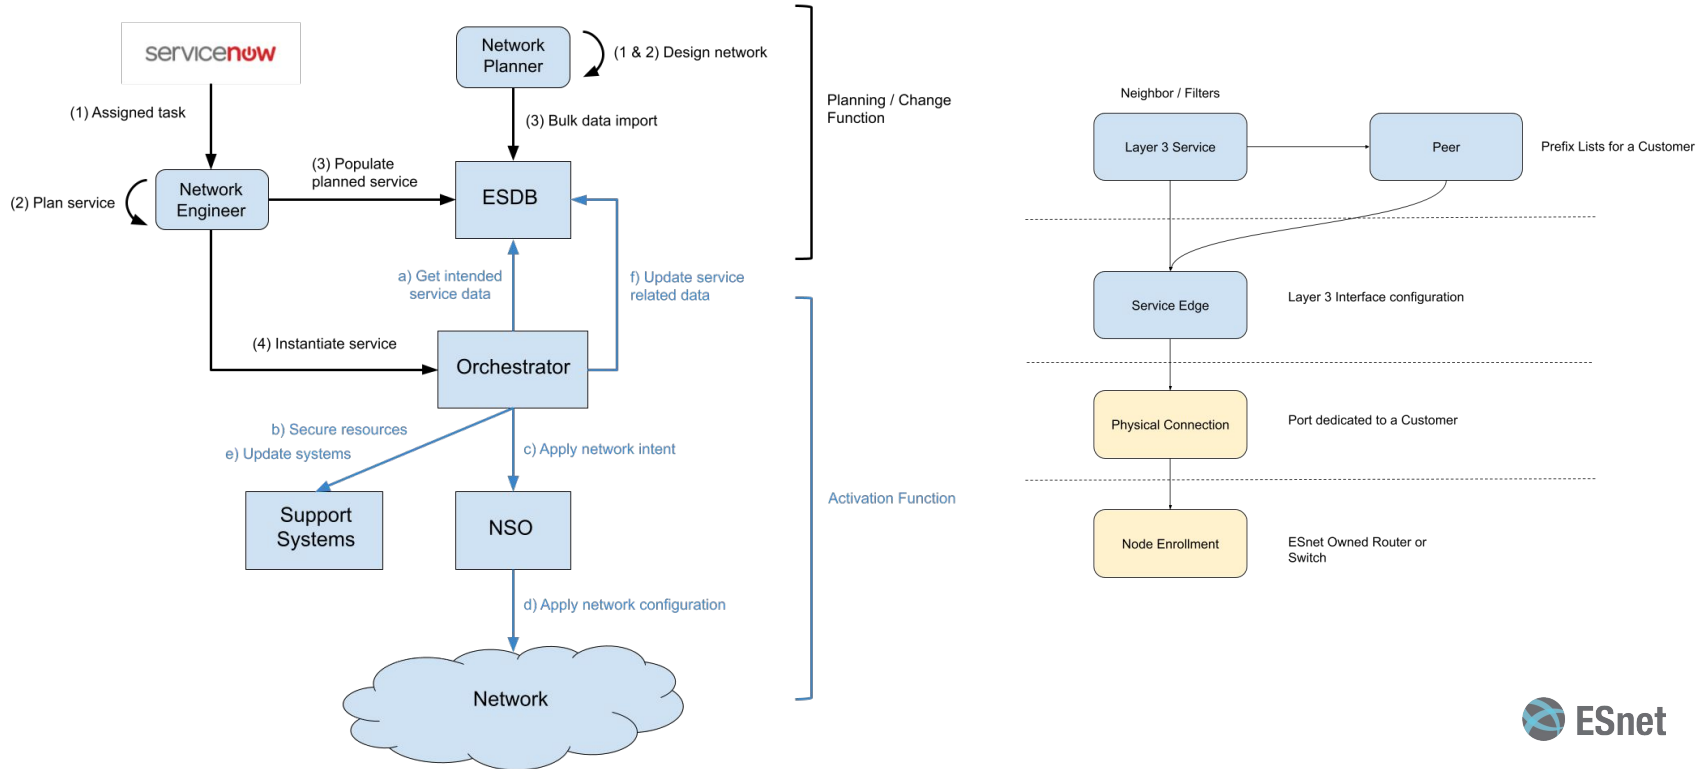 servicenow
Network
Planner
(1 & 2) Design network
(1) Assigned task
(3) Bulk data import
Planning / Change
Function
(3) Populate
planned service
(2) Plan service
Network
Engineer
ESDB
a) Get intended
service data
f) Update service
related data
(4) Instantiate service
Orchestrator
b) Secure resources
e) Update systems
c) Apply network intent
Support
Systems
NSO
Activation Function
d) Apply network configuration
Network
Neighbor / Filters
Layer 3 Service
Peer
Prefix Lists for a Customer
Service Edge
Layer 3 Interface configuration
Physical Connection
Port dedicated to a Customer
Node Enrollment
ESnet Owned Router or
Switch
ESnet